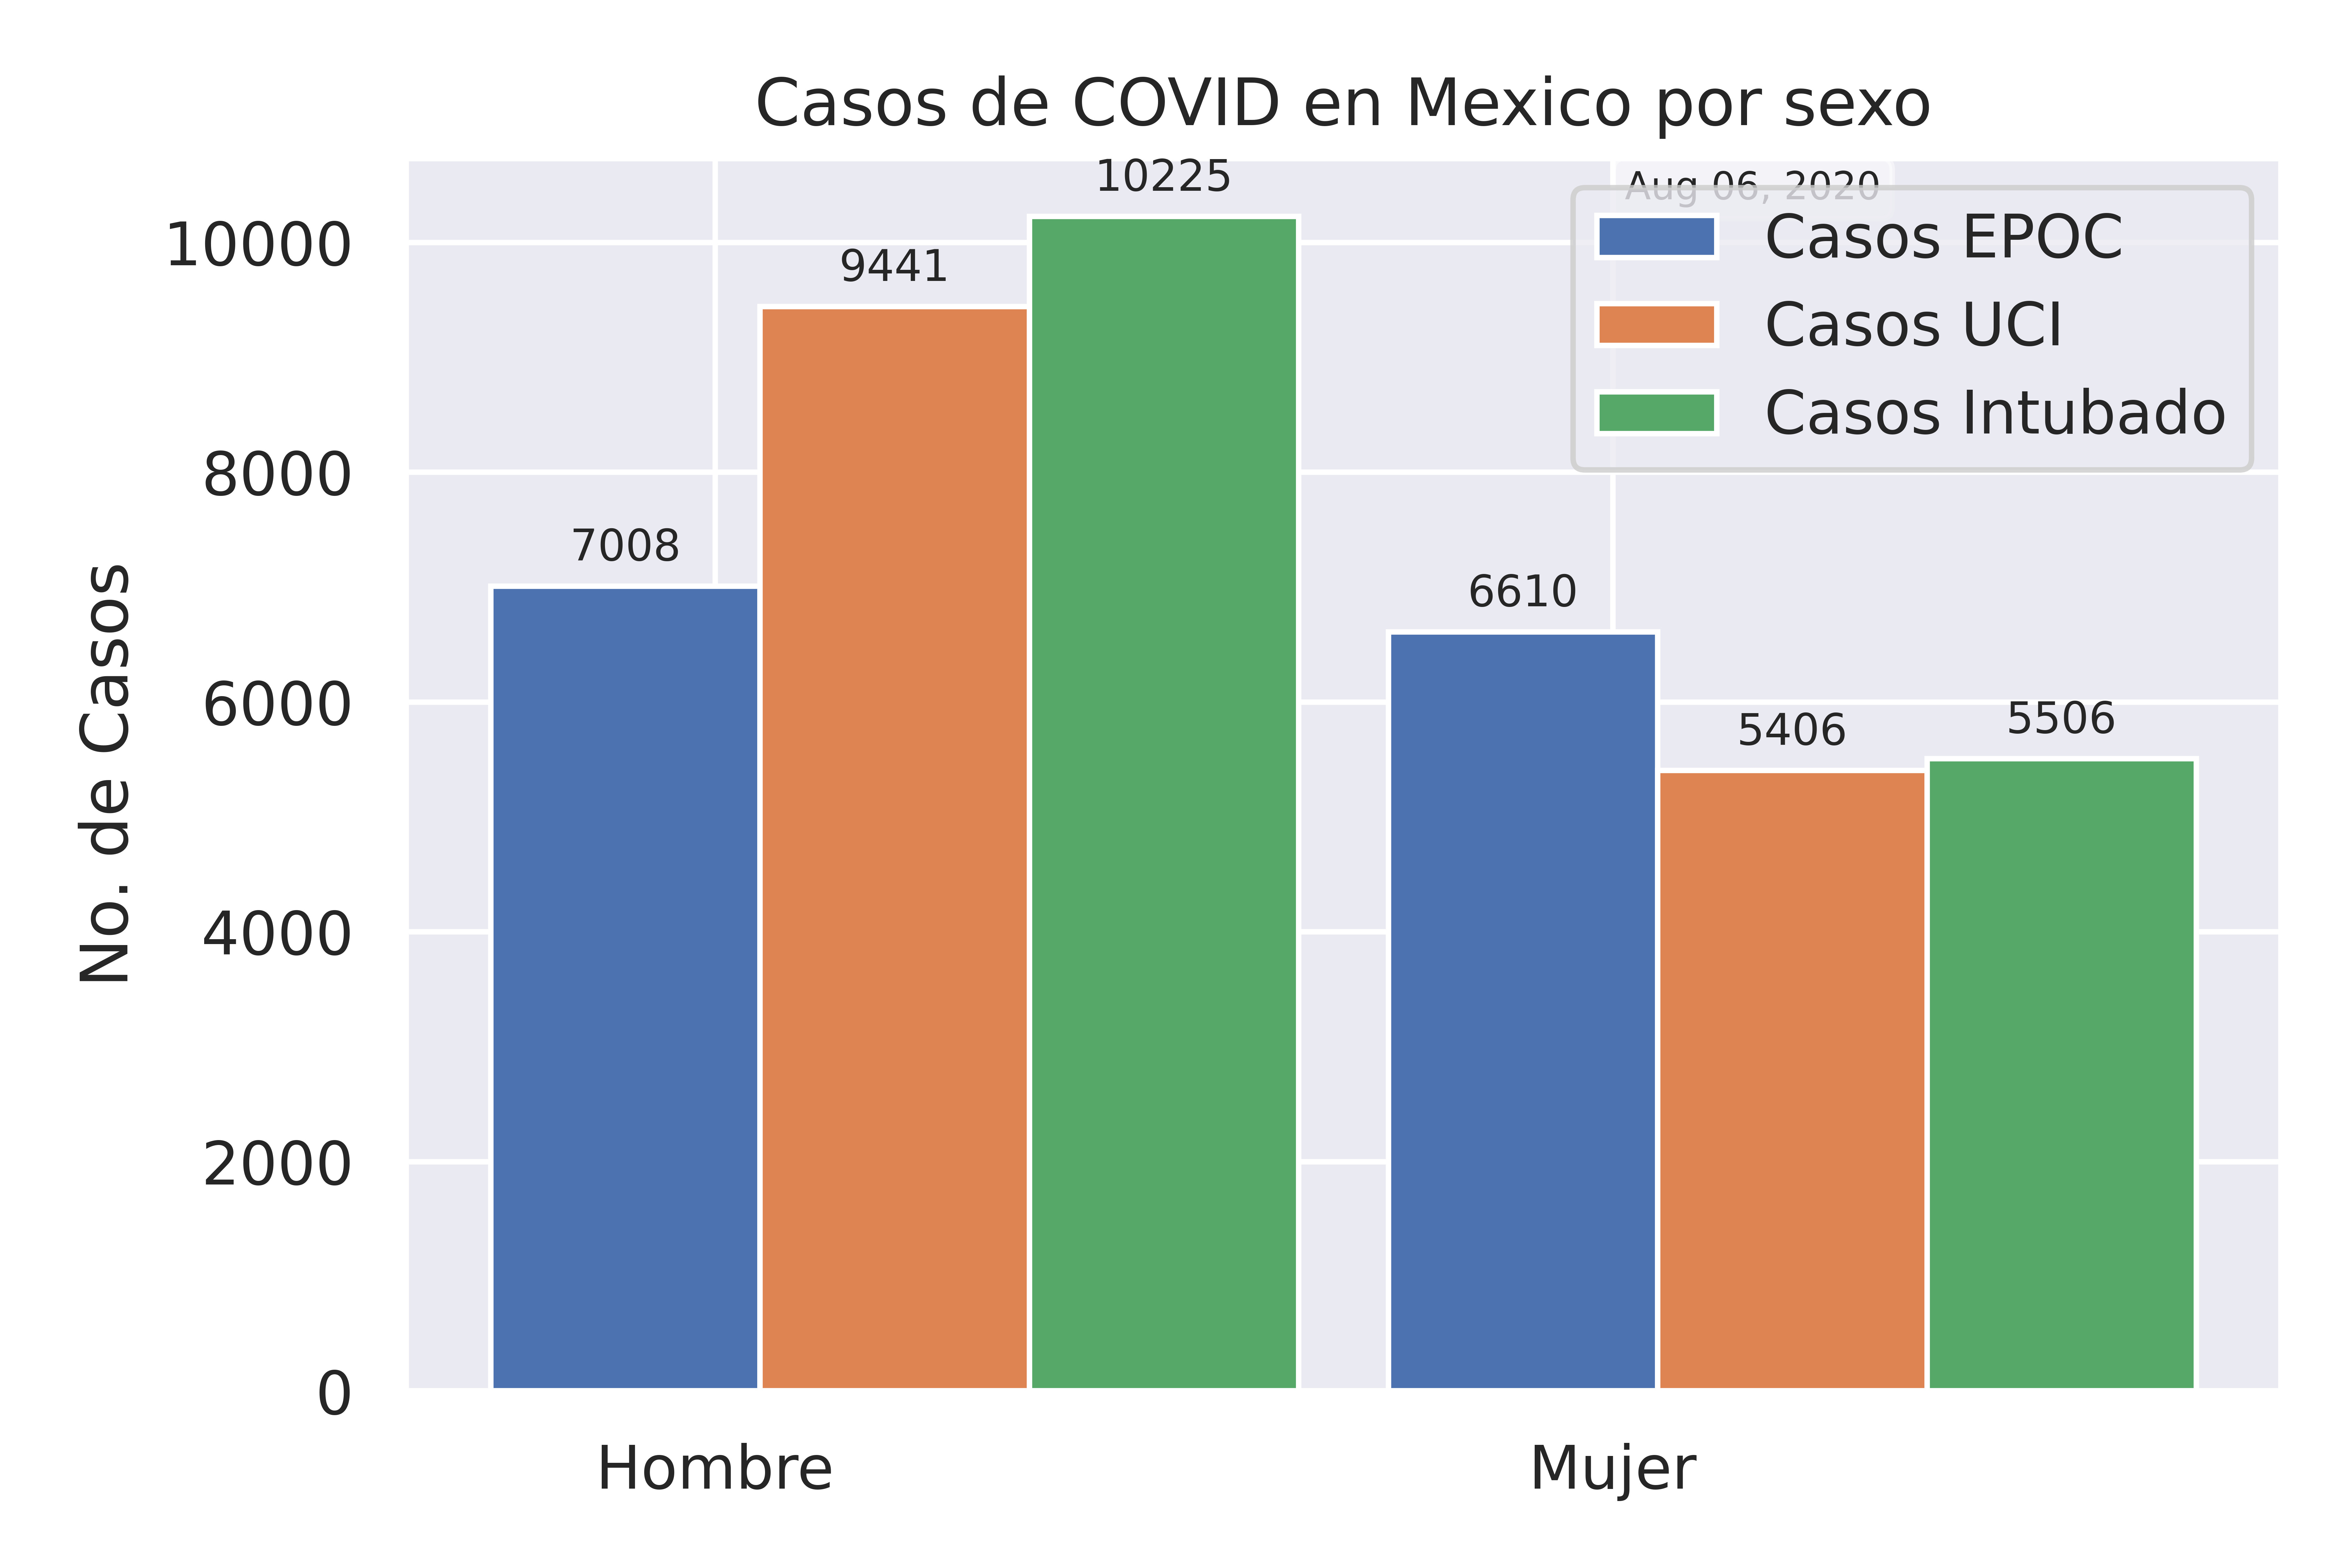 Casos de COVID en Mexico por sexo
10225
Aug 06, 2020
Casos EPOC
Casos UCI
Casos Intubado
10000
9441
8000
7008
6610
6000
5506
5406
4000
2000
0
No. de Casos
Hombre
Mujer